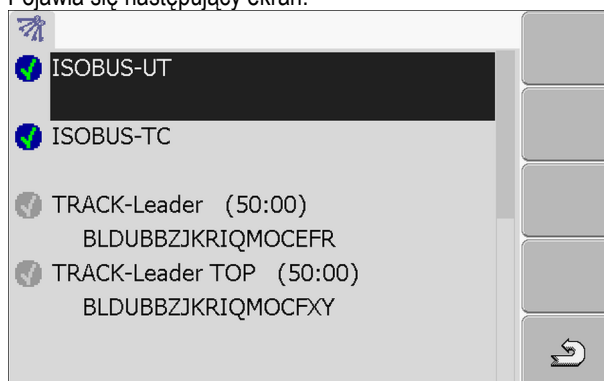 Pojawia się następujący ekran:
ISOBUS-UT
ISOBUS-TC
TRACK-Leader (50:00)
BLDUBBZJKRIQMOCEFR
TRACK-Leader TOP (50:00)
BLDUBBZJKRIQMOCFXY